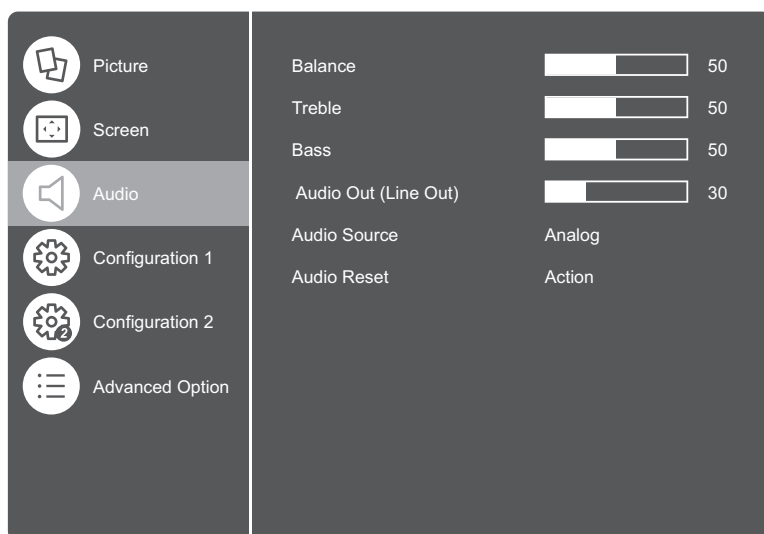 Picture
Screen
Audio
Configuration 1
Configuration 2
2
Advanced Option
Balance 50
Treble 50
Bass 50
Audio Out (Line Out) 30
Audio Source Analog
Audio Reset Action